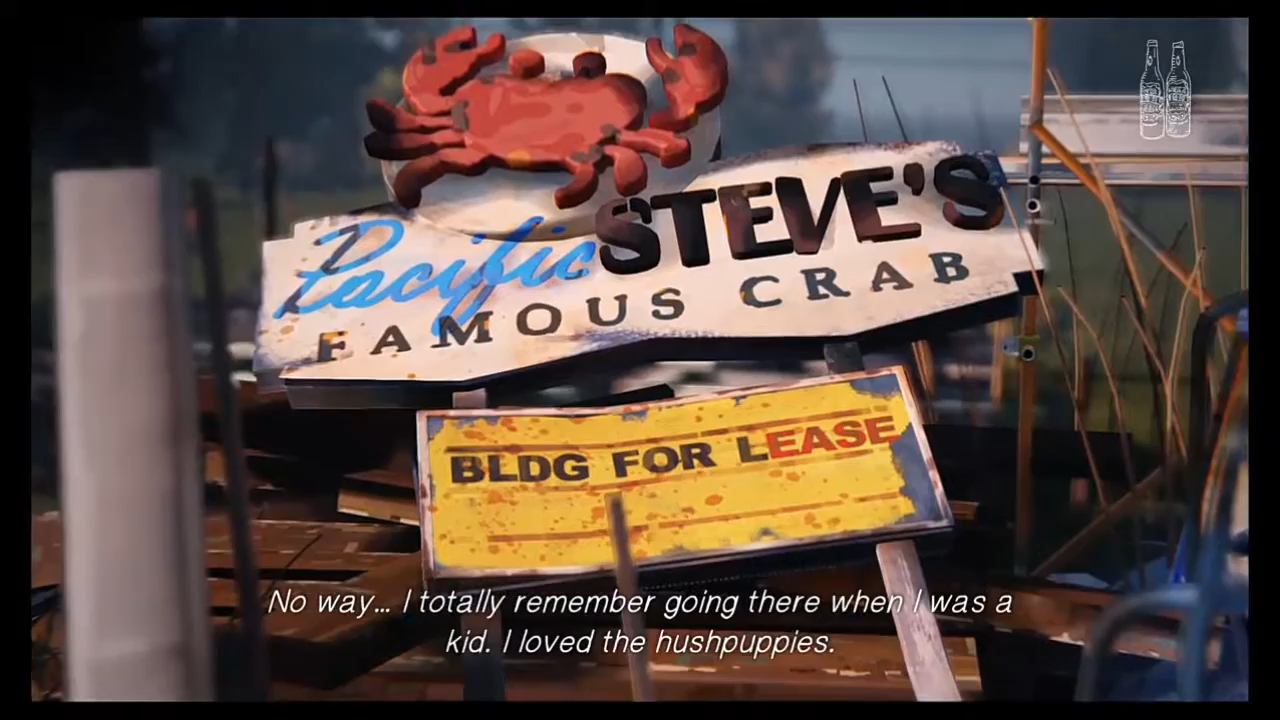 Pacific STEVE'S
FAMOUS CRAB
BLDG FOR LEASE
No way... I totally remember going there when I was a
kid. I loved the hushpuppies.